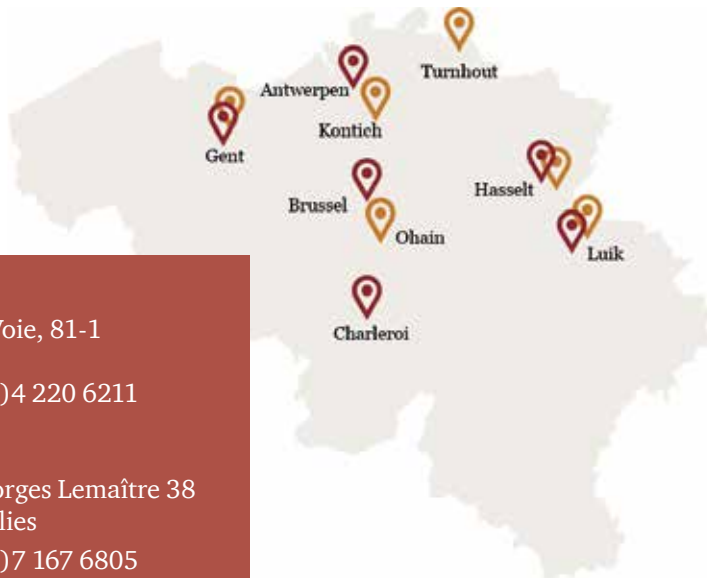 Turnhout
Antwerpen
Kontich
Gent
Hasselt
Brussel
Ohain
Luik
Charleroi
Voie, 81-1
)4 220 6211
orges Lemaître 38
lies
)7 167 6805